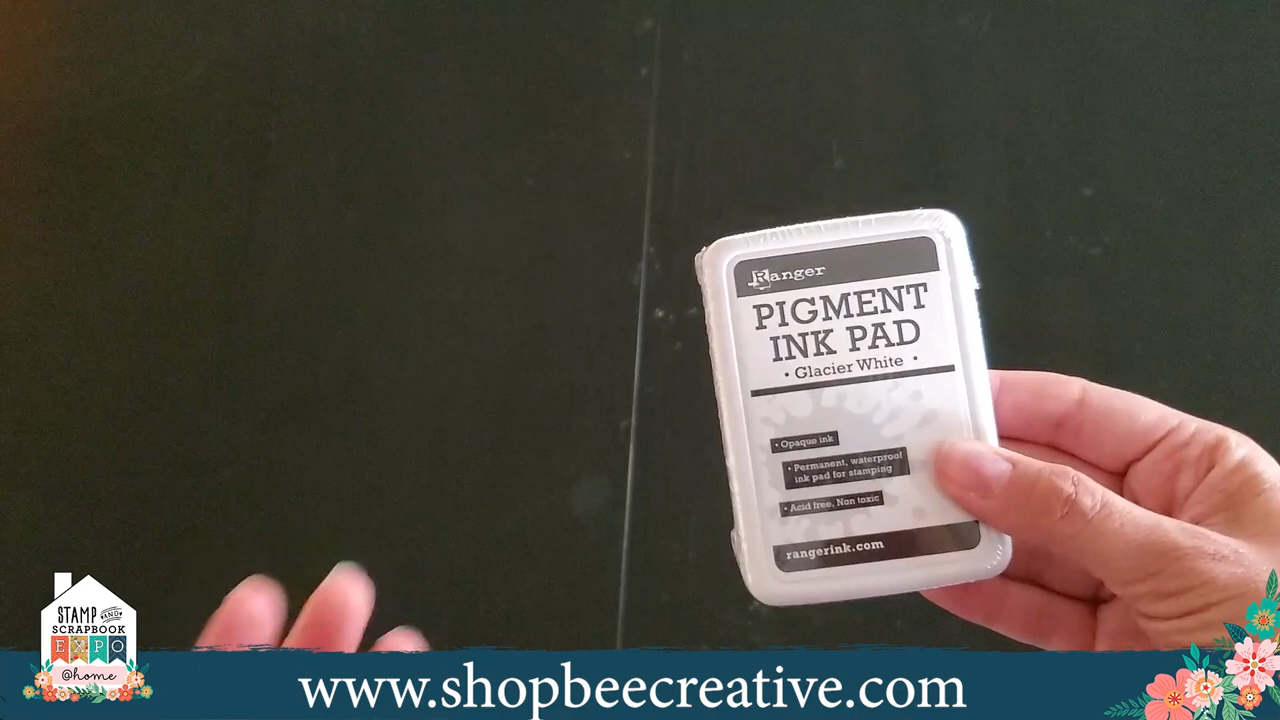 Ranger
PIGMENT
INK PAD
• Glacier White •
• Opaque ink
• Permanent, waterproof
ink pad for stamping
• Acid free, Non toxic
rangerink.com
STAMP AND
SCRAPBOOK
EXPO
@home
www.shopbeecreative.com